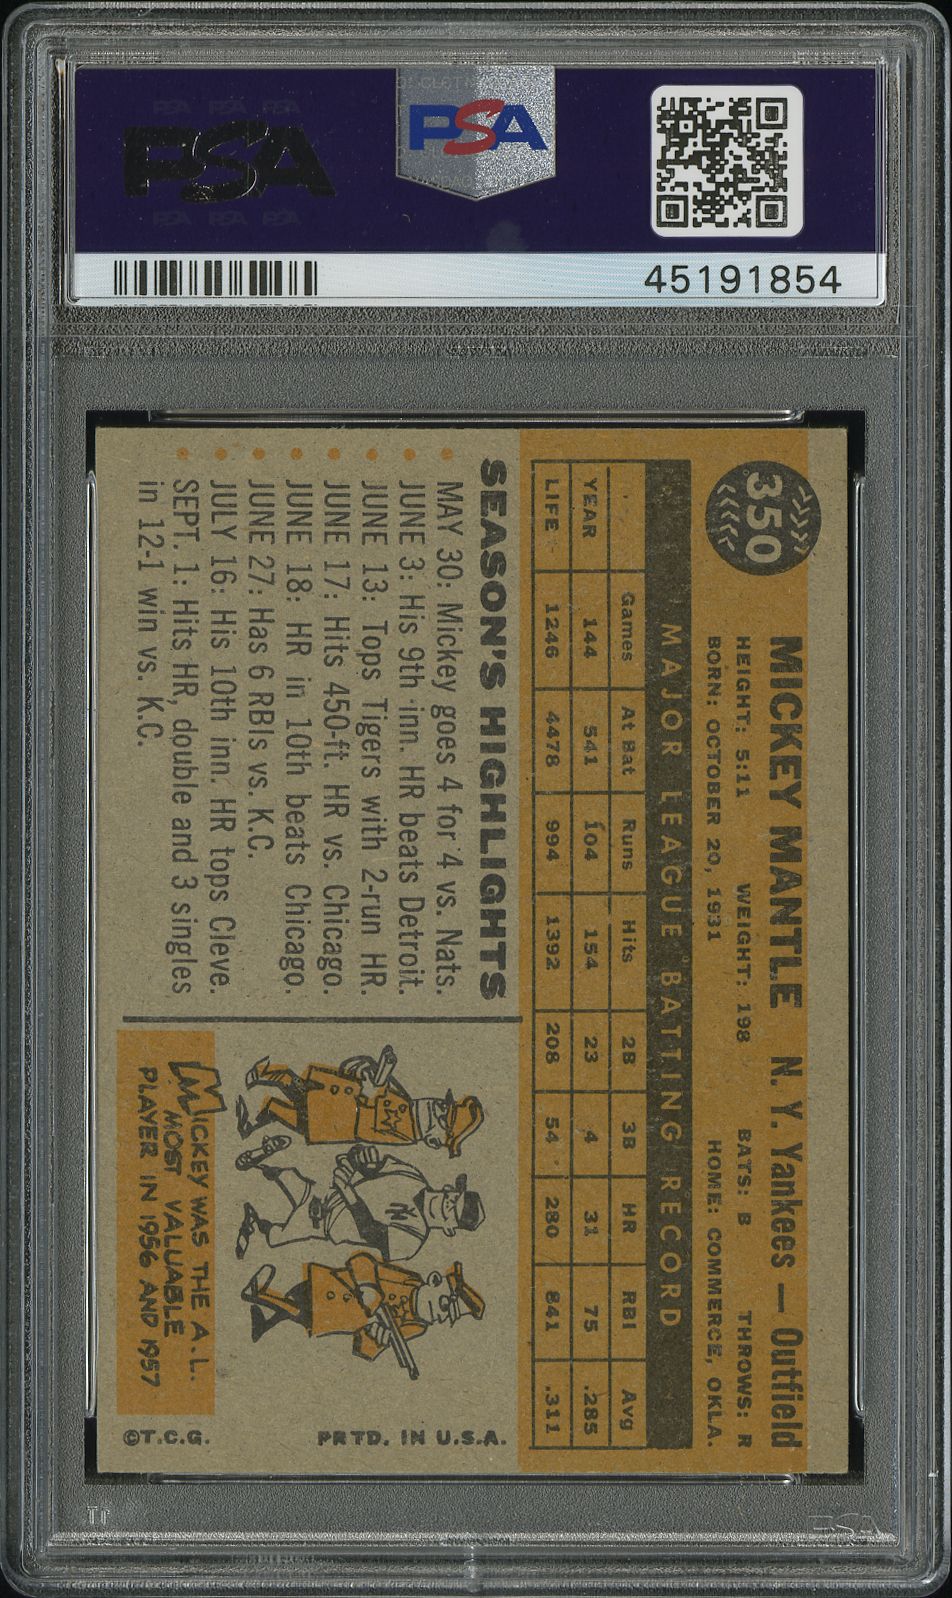 PSA PSA PSA
PSA
PSA PSA PSA
PSA
45191854
350
MICKEY MANTLE N. Y. Yankees — Outfield
HEIGHT: 5:11 WEIGHT: 198 BATS: B THROWS: R
BORN: OCTOBER 20, 1931 HOME: COMMERCE, OKLA.
MAJOR LEAGUE BATTING RECORD
Games At Bat Runs Hits 2B 3B HR RBI Avg
YEAR 144 541 104 154 23 4 31 75 .285
LIFE 1246 4478 994 1392 208 54 280 841 .311
SEASON'S HIGHLIGHTS
MAY 30: Mickey goes 4 for 4 vs. Nats.
JUNE 3: His 9th inn. HR beats Detroit.
JUNE 13: Tops Tigers with 2-run HR.
JUNE 17: Hits 450-ft. HR vs. Chicago.
JUNE 18: HR in 10th beats Chicago.
JUNE 27: Has 6 RBIs vs. K.C.
JULY 16: His 10th inn. HR tops Cleve.
SEPT. 1: Hits HR, double and 3 singles
in 12-1 win vs. K.C.
N
MICKEY WAS THE A.L.
MOST VALUABLE
PLAYER IN 1956 AND 1957
©T.C.G. PRTD. IN U.S.A.
PSA